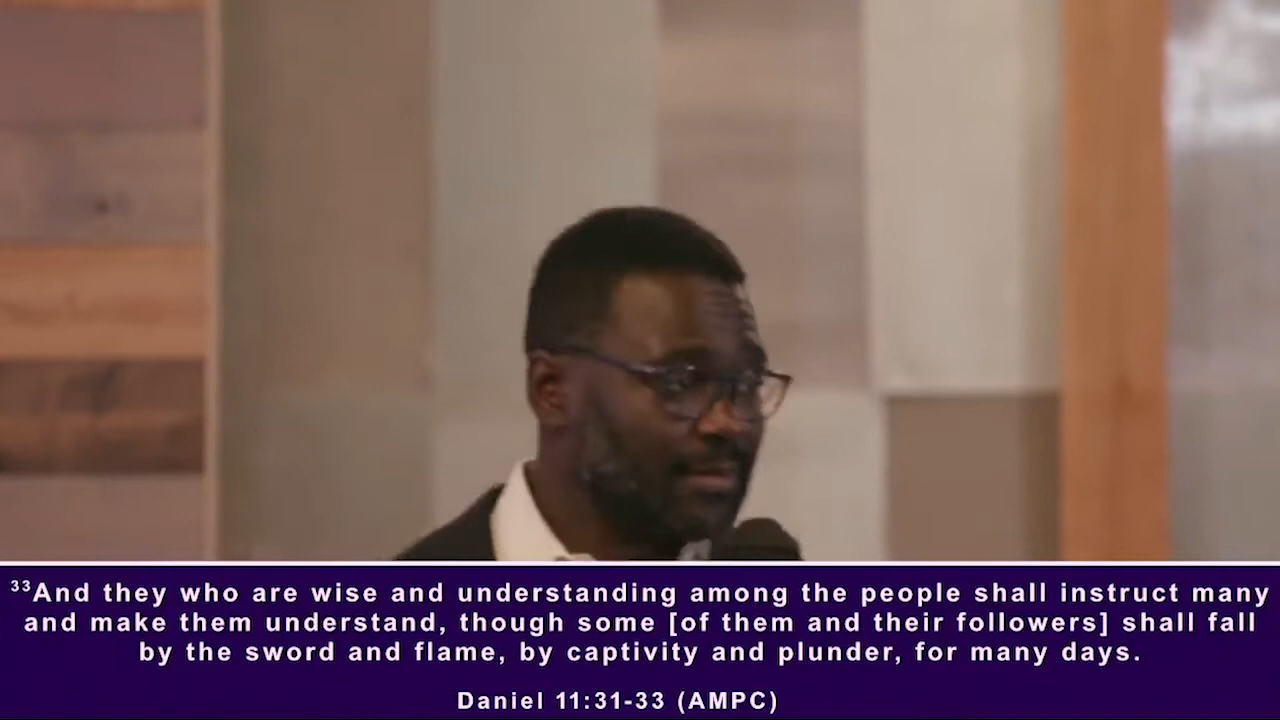 ³³And they who are wise and understanding among the people shall instruct many
and make them understand, though some [of them and their followers] shall fall
by the sword and flame, by captivity and plunder, for many days.
Daniel 11:31-33 (AMPC)